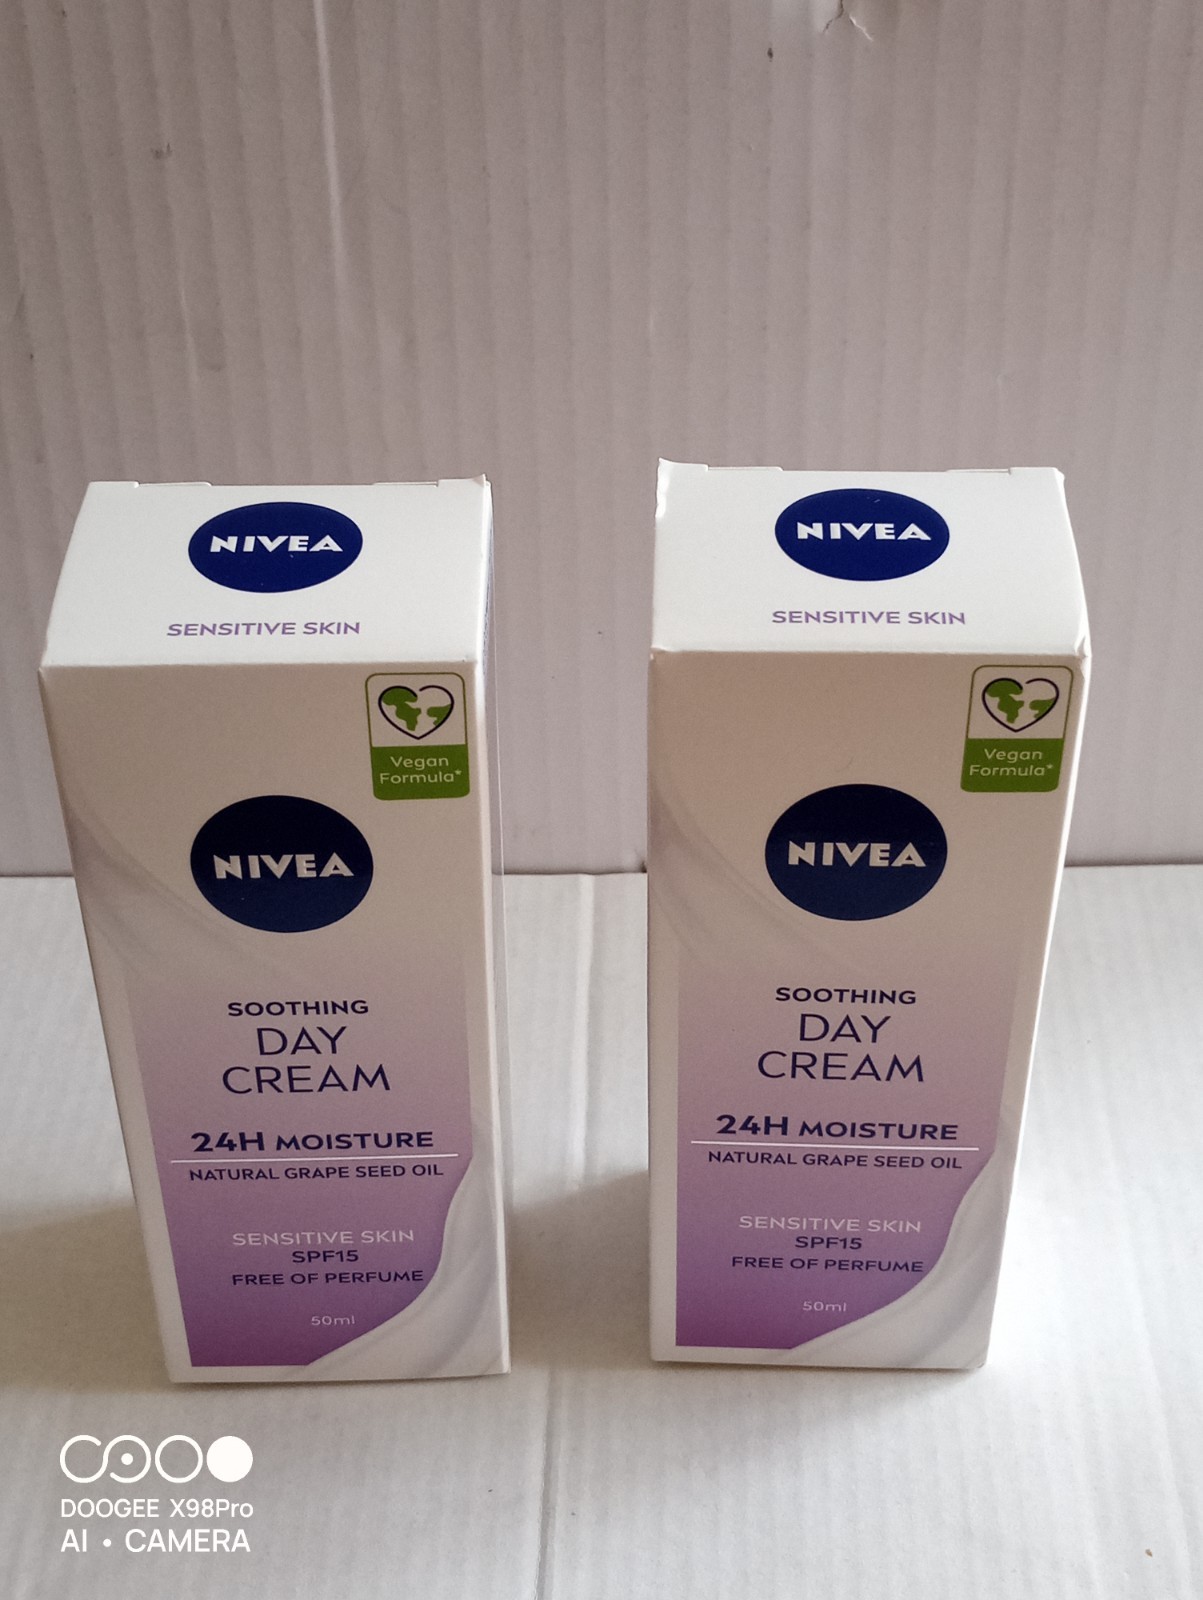 NIVEA
SENSITIVE SKIN
Vegan
Formula*
NIVEA
SOOTHING
DAY
CREAM
24H MOISTURE
NATURAL GRAPE SEED OIL
SENSITIVE SKIN
SPF15
FREE OF PERFUME
50ml
NIVEA
SENSITIVE SKIN
Vegan
Formula*
NIVEA
SOOTHING
DAY
CREAM
24H MOISTURE
NATURAL GRAPE SEED OIL
SENSITIVE SKIN
SPF15
FREE OF PERFUME
50ml
DOOGEE X98Pro
AI • CAMERA